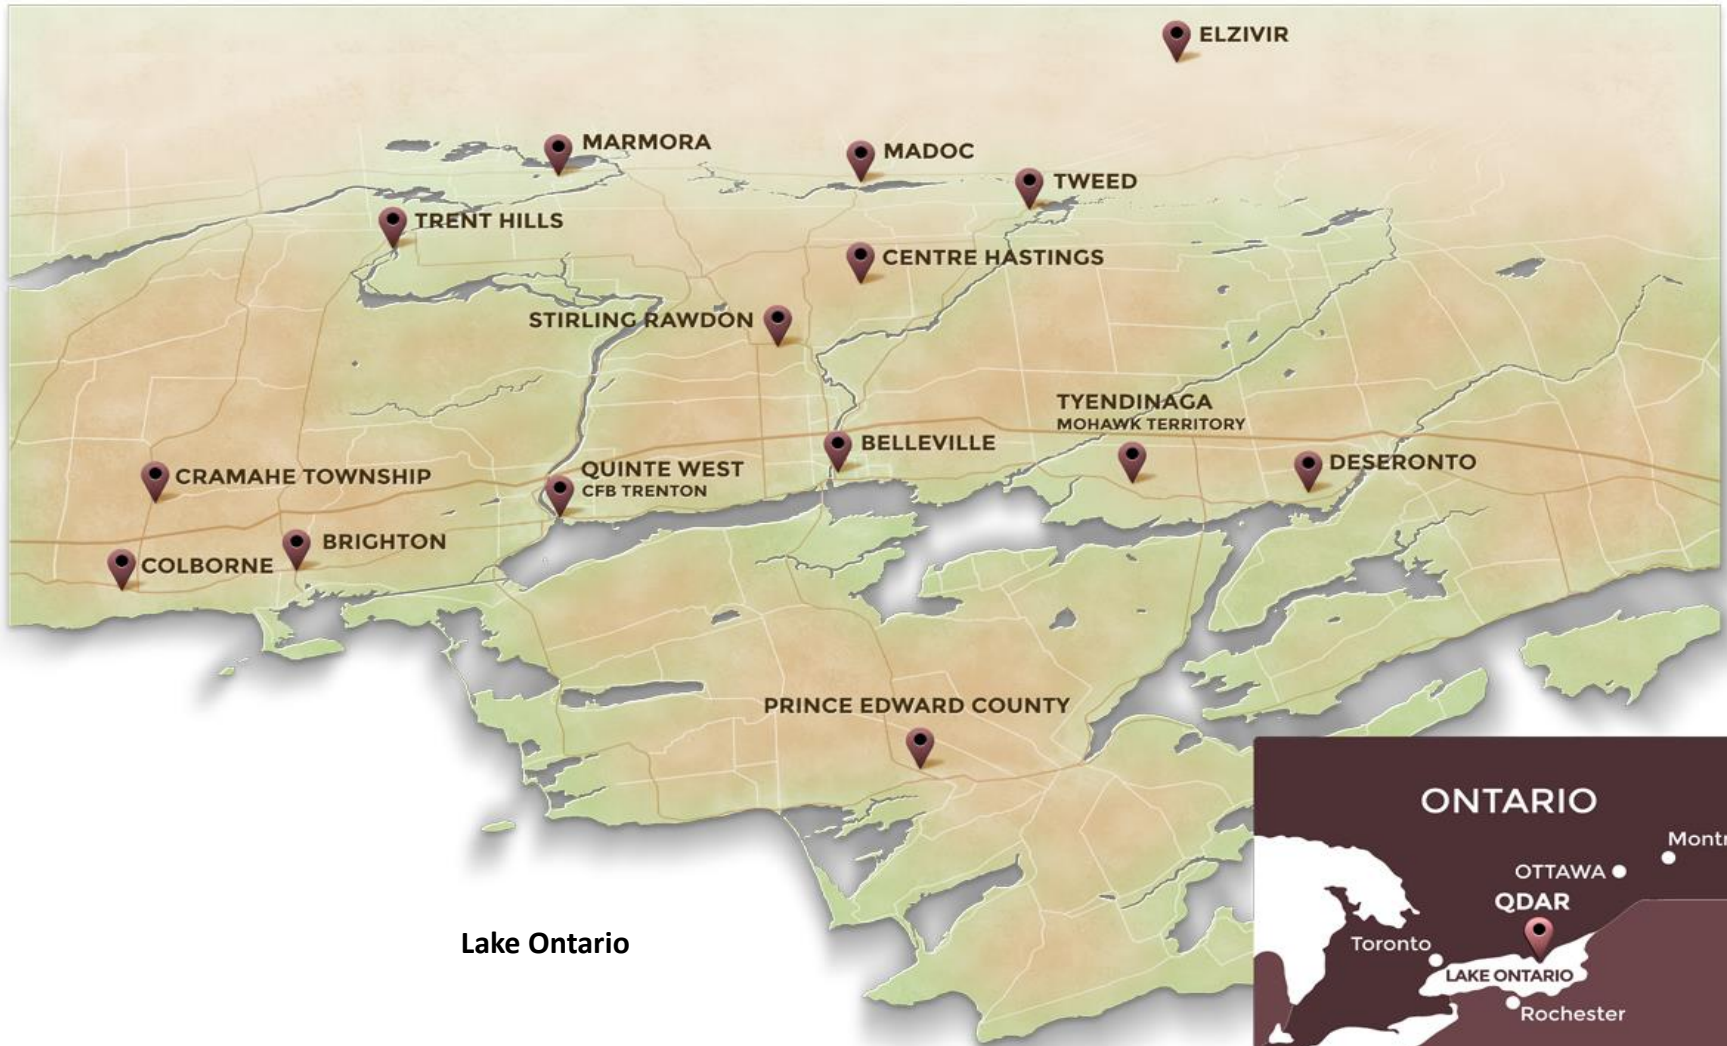 ELZIVIR
MARMORA
MADOC
TWEED
TRENT HILLS
CENTRE HASTINGS
STIRLING RAWDON
TYENDINAGA
MOHAWK TERRITORY
BELLEVILLE
QUINTE WEST
CFB TRENTON
DESERONTO
CRAMAHE TOWNSHIP
BRIGHTON
COLBORNE
PRINCE EDWARD COUNTY
Lake Ontario
ONTARIO
Montr
OTTAWA
QDAR
Toronto
LAKE ONTARIO
Rochester